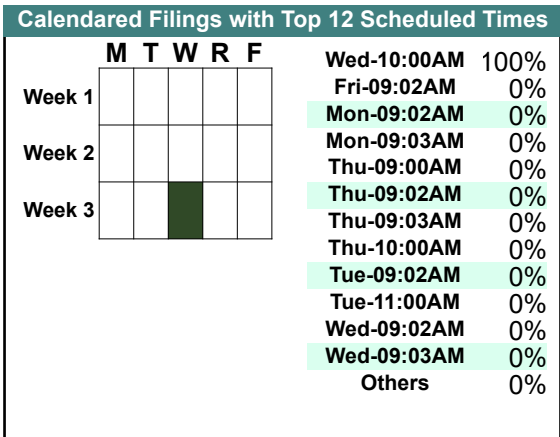 Calendared Filings with Top 12 Scheduled Times
M T W R F
Week 1
Week 2
Week 3
Wed-10:00AM 100%
Fri-09:02AM 0%
Mon-09:02AM 0%
Mon-09:03AM 0%
Thu-09:00AM 0%
Thu-09:02AM 0%
Thu-09:03AM 0%
Thu-10:00AM 0%
Tue-09:02AM 0%
Tue-11:00AM 0%
Wed-09:02AM 0%
Wed-09:03AM 0%
Others 0%